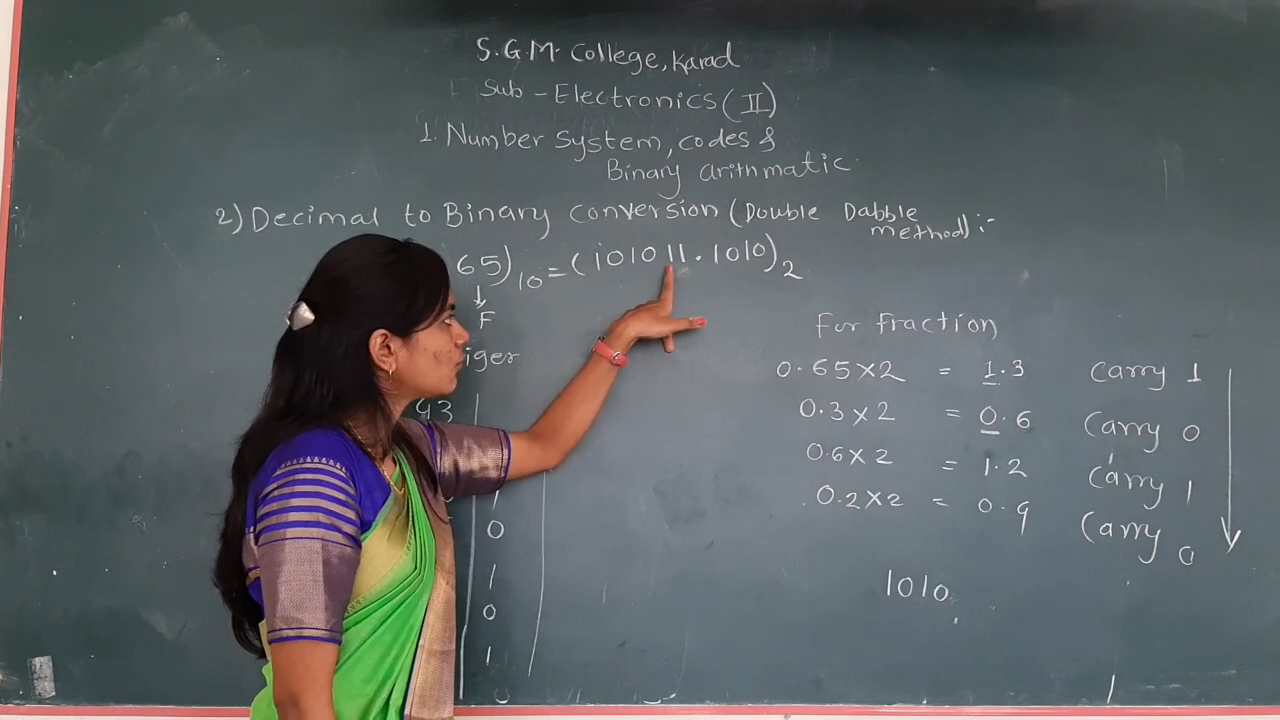 S.G.M. College, Karad
Sub - Electronics (II)
1. Number System, codes &
Binary arithmatic.
2) Decimal to Binary conversion (Double Dabble
method) :-
65)10 = (101011.1010)2
F
iger
43
1
0
1
0
1
0
For fraction
0.65×2 = 1.3 Carry 1
0.3×2 = 0.6 Carry 0
0.6×2 = 1.2 Carry 1
0.2×2 = 0.9 Carry 0
1010